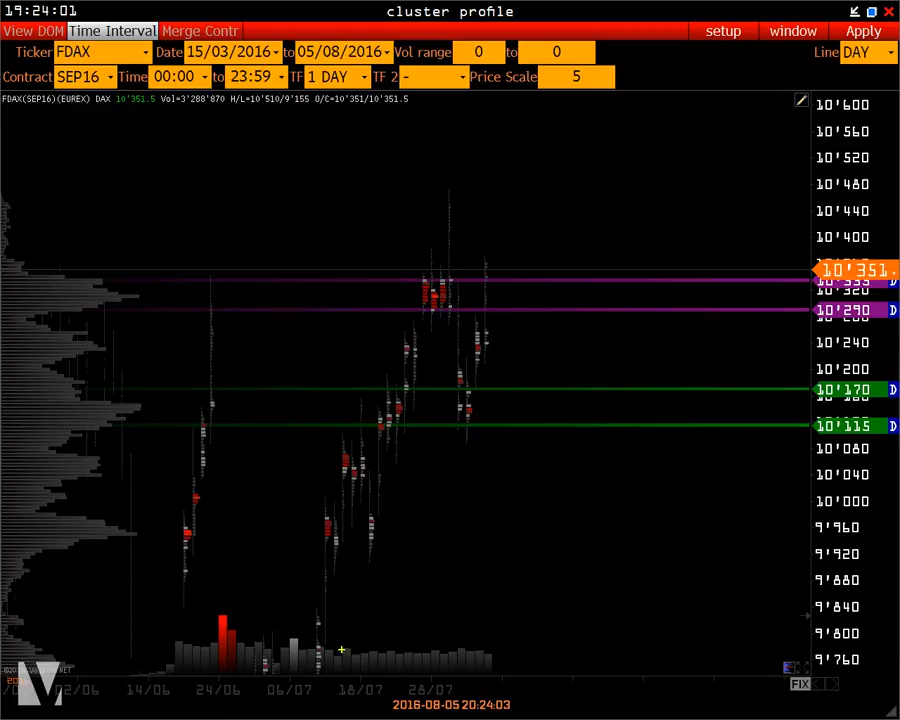 19:24:01 cluster profile
View DOM Time Interval Merge Contr setup window Apply
Ticker FDAX Date 15/03/2016 to 05/08/2016 Vol range 0 to 0 Line DAY
Contract SEP16 Time 00:00 to 23:59 TF 1 DAY TF 2 - Price Scale 5
FDAX(SEP16)(EUREX) DAX 10'351.5 Vol=3'288'870 H/L=10'510/9'155 O/C=10'351/10'351.5
10'600
10'560
10'520
10'480
10'440
10'400
10'351.
10'320
10'290 D
10'240
10'200
10'170 D
10'115 D
10'080
10'040
10'000
9'960
9'920
9'880
9'840
9'800
9'760
FIX
02/06 14/06 24/06 06/07 18/07 28/07
2016-08-05 20:24:03